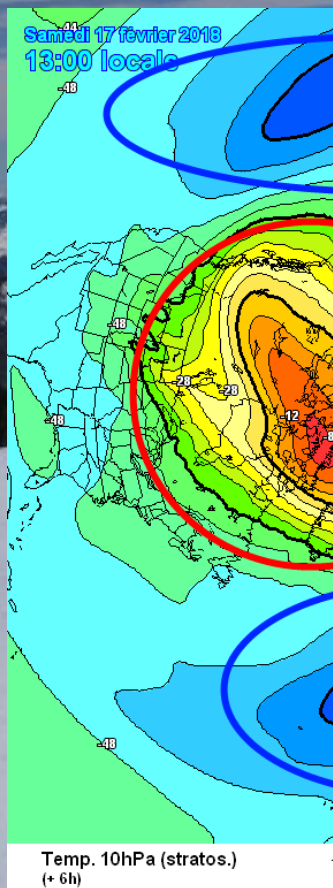 Samedi 17 février 2018
13:00 locale
-44
-48
-48
-28
-28
-12
-8
-48
-48
Temp. 10hPa (stratos.)
(+ 6h)